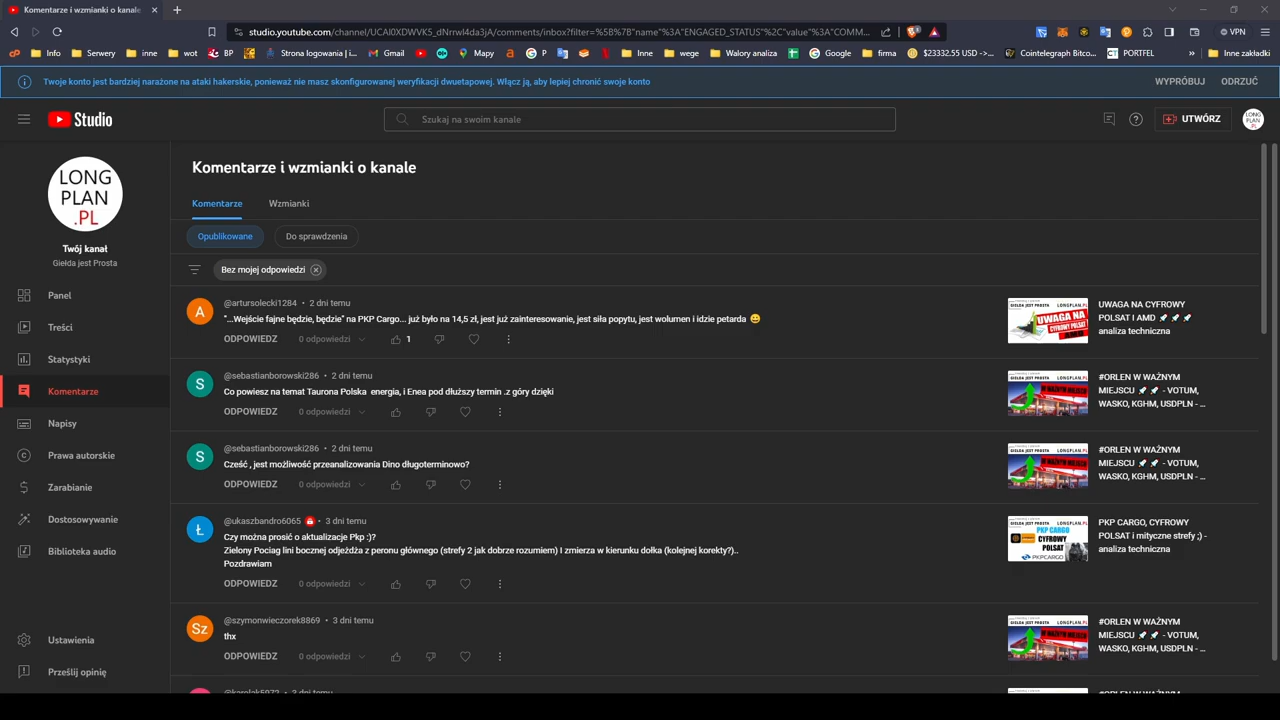 Komentarze i wzmianki o kanale
studio.youtube.com/channel/UCAI0XDWVK5_dNrrwl4da3jA/comments/inbox?filter=%5B%7B"name"%3A"ENGAGED_STATUS"%2C"value"%3A"COMM...
VPN
Info
Serwery
inne
wot
BP
Strona logowania | i...
Gmail
Mapy
a.
P
Inne
wege
Walory analiza
Google
firma
$23332.55 USD ->...
Cointelegraph Bitco...
PORTFEL
»
Inne zakładki
Twoje konto jest bardziej narażone na ataki hakerskie, ponieważ nie masz skonfigurowanej weryfikacji dwuetapowej. Włącz ją, aby lepiej chronić swoje konto
WYPRÓBUJ
ODRZUĆ
Studio
Szukaj na swoim kanale
UTWÓRZ
LONG
PLAN
.PL
Twój kanał
Giełda jest Prosta
Panel
Treści
Statystyki
Komentarze
Napisy
Prawa autorskie
Zarabianie
Dostosowywanie
Biblioteka audio
Ustawienia
Prześlij opinię
Komentarze i wzmianki o kanale
Komentarze
Wzmianki
Opublikowane
Do sprawdzenia
Bez mojej odpowiedzi
A
@artursolecki1284 • 2 dni temu
"...Wejście fajne będzie, będzie" na PKP Cargo... już było na 14,5 zł, jest juz zainteresowanie, jest siła popytu, jest wolumen i idzie petarda 😀
ODPOWIEDZ 0 odpowiedzi 1
UWAGA NA CYFROWY
POLSAT I AMD 🚀 🚀 🚀
analiza techniczna
S
@sebastianborowski286 • 2 dni temu
Co powiesz na temat Taurona Pge, Energia, i Enea pod dłuższy termin Z góry dzięki
ODPOWIEDZ 0 odpowiedzi
#ORLEN W WAŻNYM
MIEJSCU 🚀 🚀 - VOTUM,
WASKO, KGHM, USDPLN - ...
S
@sebastianborowski286 • 2 dni temu
Cześć , jest możliwość przeanalizowania Dino długoterminowo?
ODPOWIEDZ 0 odpowiedzi
#ORLEN W WAŻNYM
MIEJSCU 🚀 🚀 - VOTUM,
WASKO, KGHM, USDPLN - ...
Ł
@ukaszbandro6065 • 3 dni temu
Czy można prosić o aktualizację PKP :)?
Zielony Pociąg lini bocznej odjeżdża z peronu głównego (strefy 2 jak dobrze rozumiem) I zmierza w kierunku dołka (kolejnej korekty?)..
Pozdrawiam
ODPOWIEDZ 0 odpowiedzi
PKP CARGO
CYFROWY
POLSAT
PKP CARGO, CYFROWY
POLSAT i mityczne strefy ;) -
analiza techniczna
Sz
@szymonwieczorek8869 • 3 dni temu
thx
ODPOWIEDZ 0 odpowiedzi
#ORLEN W WAŻNYM
MIEJSCU 🚀 🚀 - VOTUM,
WASKO, KGHM, USDPLN - ...